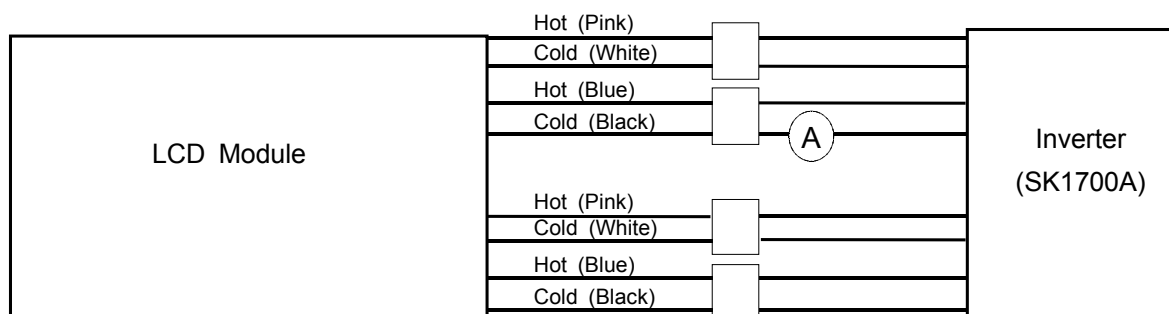 Hot (Pink)
Cold (White)
Hot (Blue)
Cold (Black)
A
LCD Module
Inverter
(SK1700A)
Hot (Pink)
Cold (White)
Hot (Blue)
Cold (Black)